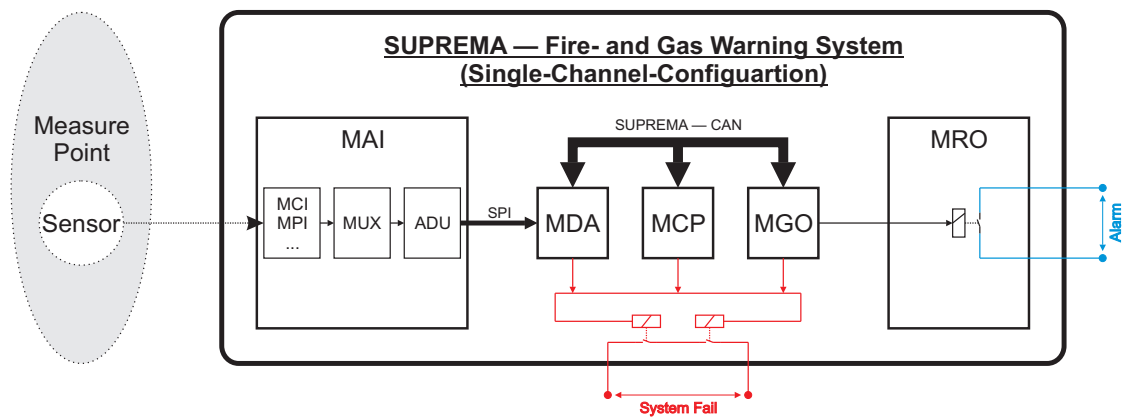 SUPREMA — Fire- and Gas Warning System
(Single-Channel-Configuartion)
Measure
Point
Sensor
MAI
MCI
MPI
...
MUX
ADU
SPI
SUPREMA — CAN
MDA
MCP
MGO
MRO
Alarm
System Fail